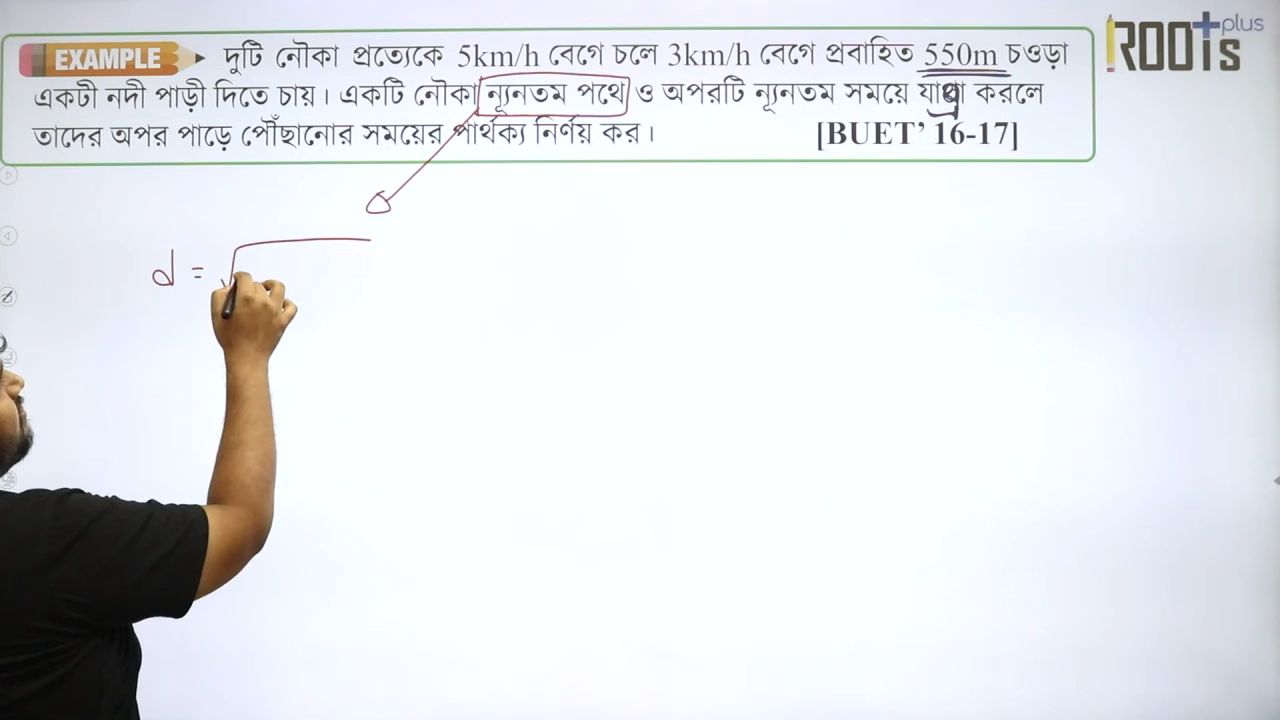 ROOTs plus
EXAMPLE দুটি নৌকা প্রত্যেকে 5km/h বেগে চলে 3km/h বেগে প্রবাহিত 550m চওড়া
একটী নদী পাড়ী দিতে চায়। একটি নৌকা ন্যূনতম পথে ও অপরটি ন্যূনতম সময়ে যাত্রা করলে
তাদের অপর পাড়ে পৌঁছানোর সময়ের পার্থক্য নির্ণয় কর। [BUET’ 16-17]
d = √